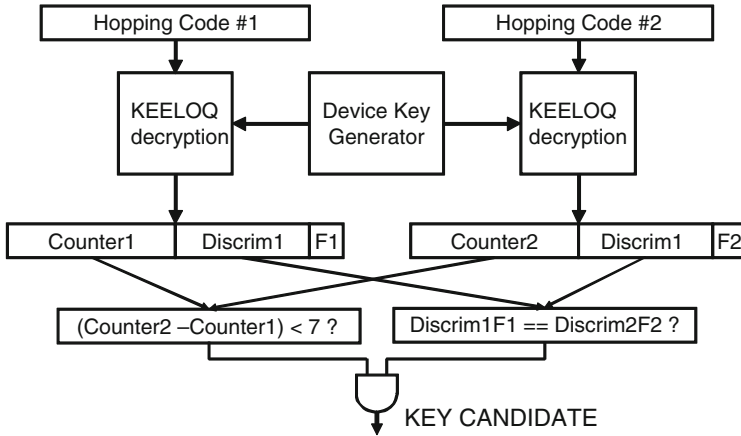 Hopping Code #1
Hopping Code #2
KEELOQ
decryption
Device Key
Generator
KEELOQ
decryption
Counter1
Discrim1
F1
Counter2
Discrim1
F2
(Counter2 –Counter1) < 7 ?
Discrim1F1 == Discrim2F2 ?
KEY CANDIDATE